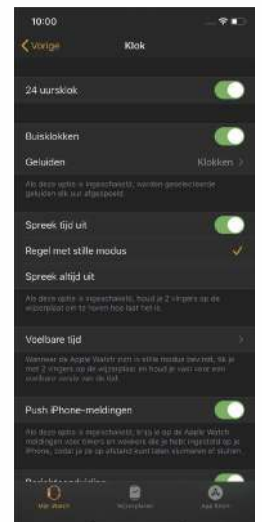 10:00
Vorige
Klok
24 uursklok
Buisklokken
Geluiden
Klokken
Als deze optie is ingeschakeld, worden geselecteerde
geluiden elk uur afgespeeld.
Spreek tijd uit
Regel met stille modus
Spreek altijd uit
Als deze optie is ingeschakeld, houd je 2 vingers op de
wijzerplaat om te horen hoe laat het is.
Voelbare tijd
Wanneer de Apple Watch zich in stille modus bevindt, tik je
met 2 vingers op de wijzerplaat en houd je vast voor een
voelbare versie van de tijd.
Push iPhone-meldingen
Als deze optie is ingeschakeld, krijg je op de Apple Watch
meldingen voor timers en wekkers die je hebt ingesteld op je
iPhone, zodat je ze op afstand kunt laten sluimeren of sluiten.
Mijn Watch
Wijzerplaten
App Store